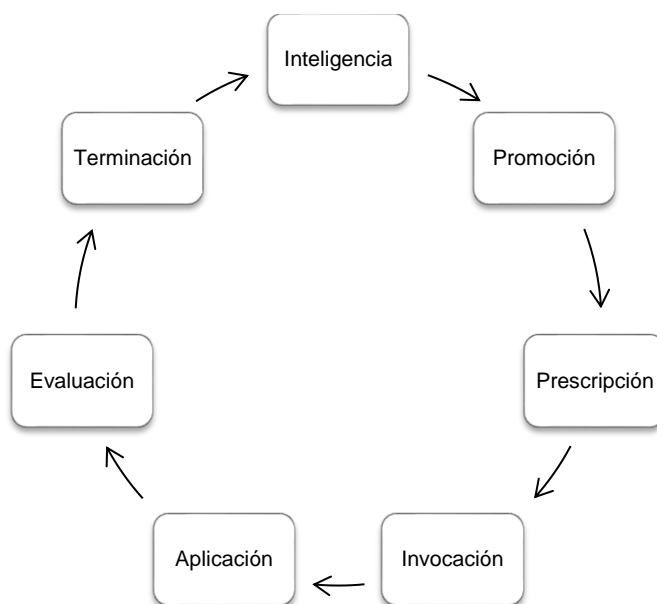 Inteligencia
Promoción
Prescripción
Invocación
Aplicación
Evaluación
Terminación